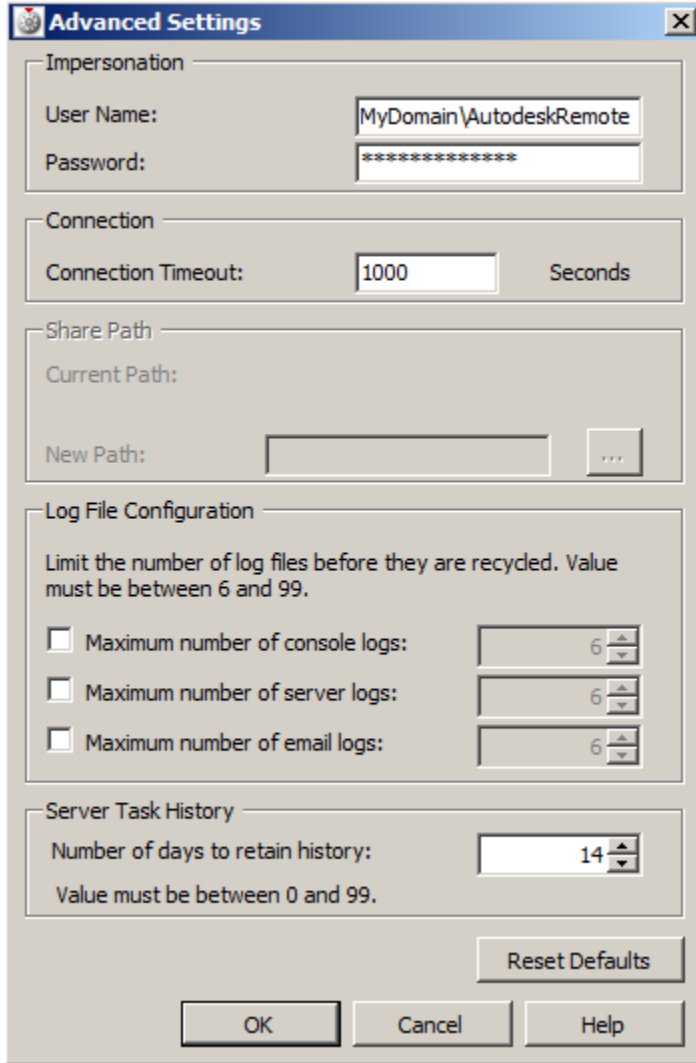 Advanced Settings
Impersonation
User Name: MyDomain\AutodeskRemote
Password: *************
Connection
Connection Timeout: 1000 Seconds
Share Path
Current Path:
New Path: ...
Log File Configuration
Limit the number of log files before they are recycled. Value
must be between 6 and 99.
Maximum number of console logs: 6
Maximum number of server logs: 6
Maximum number of email logs: 6
Server Task History
Number of days to retain history: 14
Value must be between 0 and 99.
Reset Defaults
OK Cancel Help